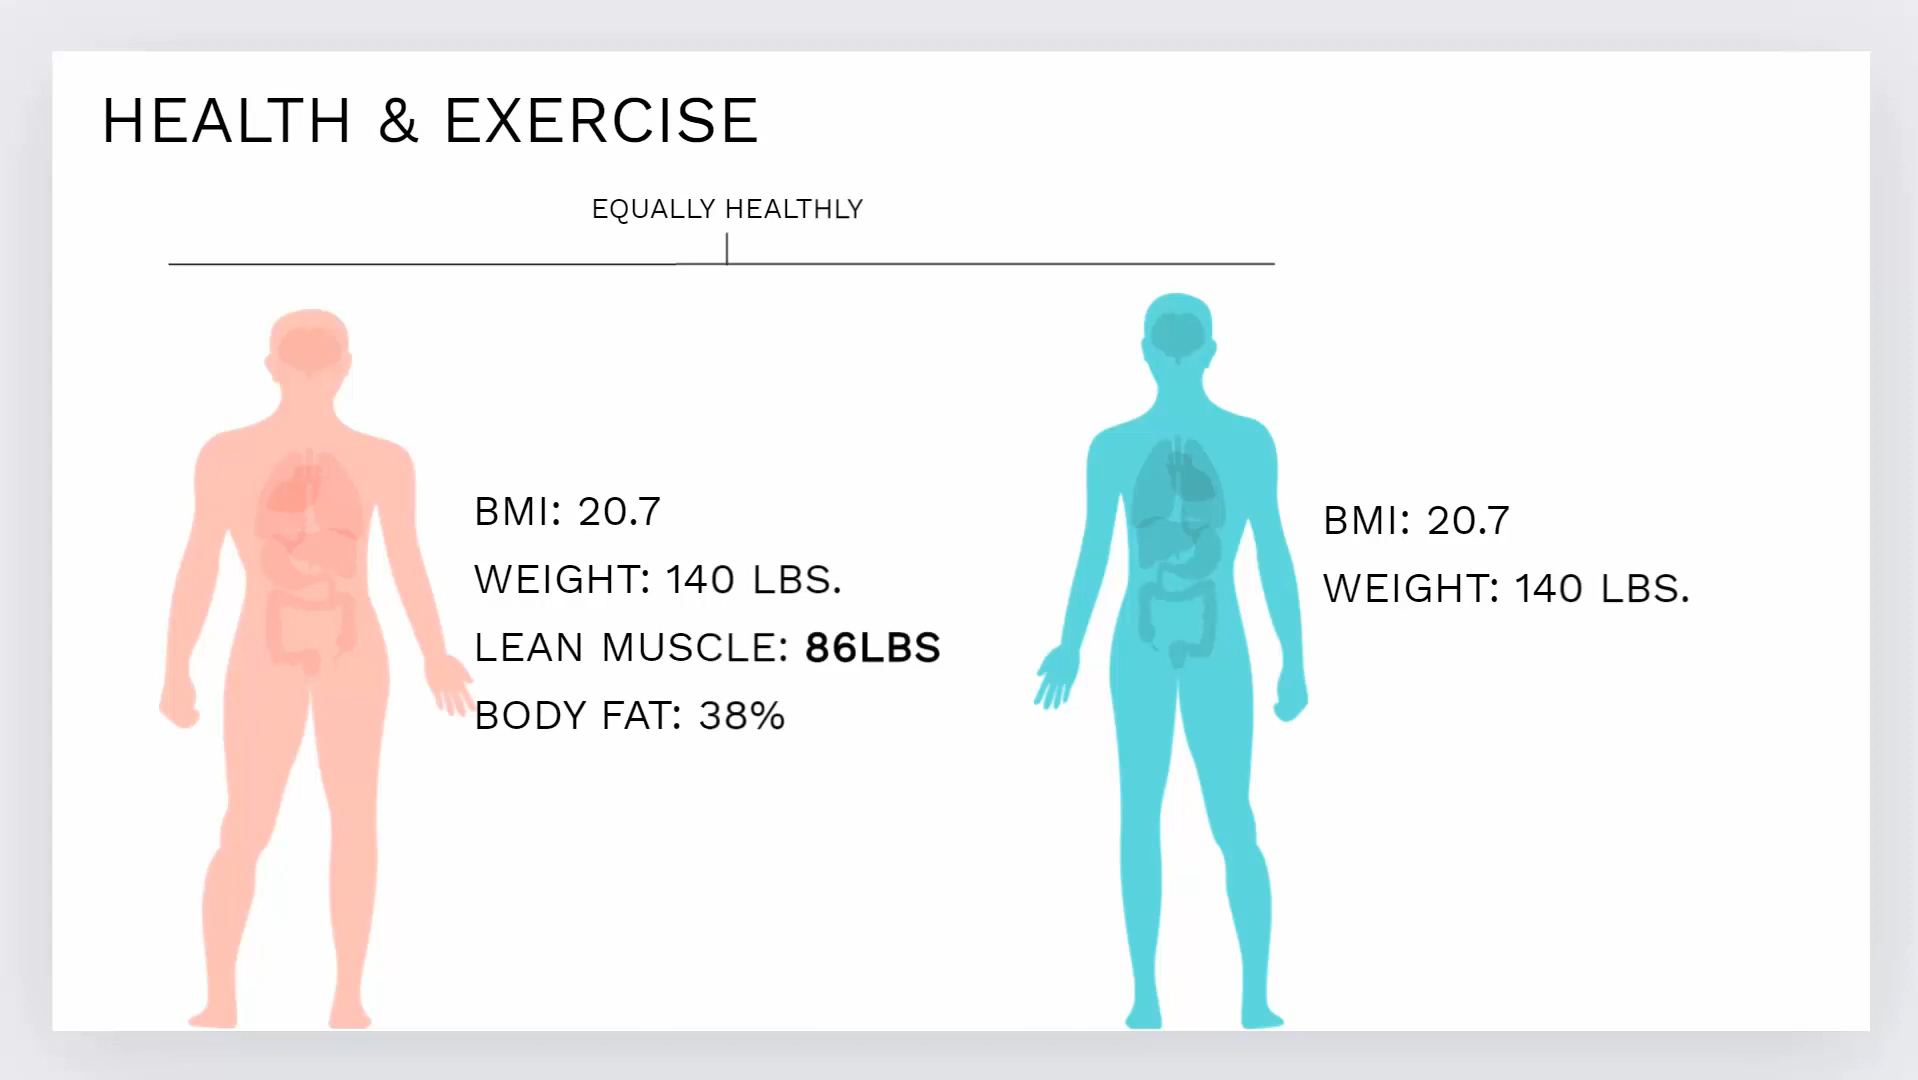 HEALTH & EXERCISE
EQUALLY HEALTHLY
BMI: 20.7
WEIGHT: 140 LBS.
LEAN MUSCLE: 86LBS
BODY FAT: 38%
BMI: 20.7
WEIGHT: 140 LBS.